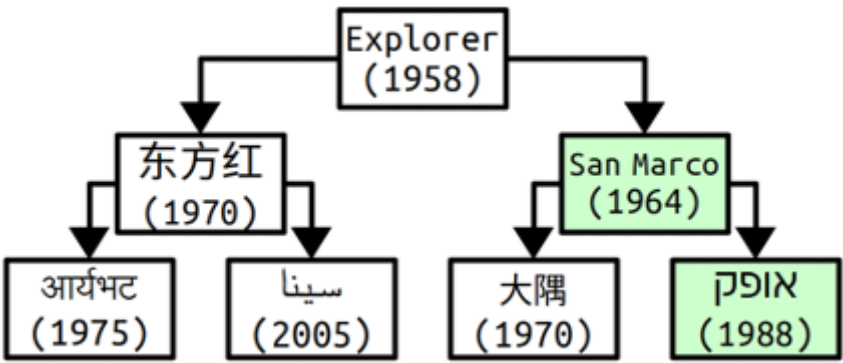 Explorer
(1958)
东方红
(1970)
San Marco
(1964)
आर्यभट
(1975)
سينا
(2005)
大隅
(1970)
אופק
(1988)